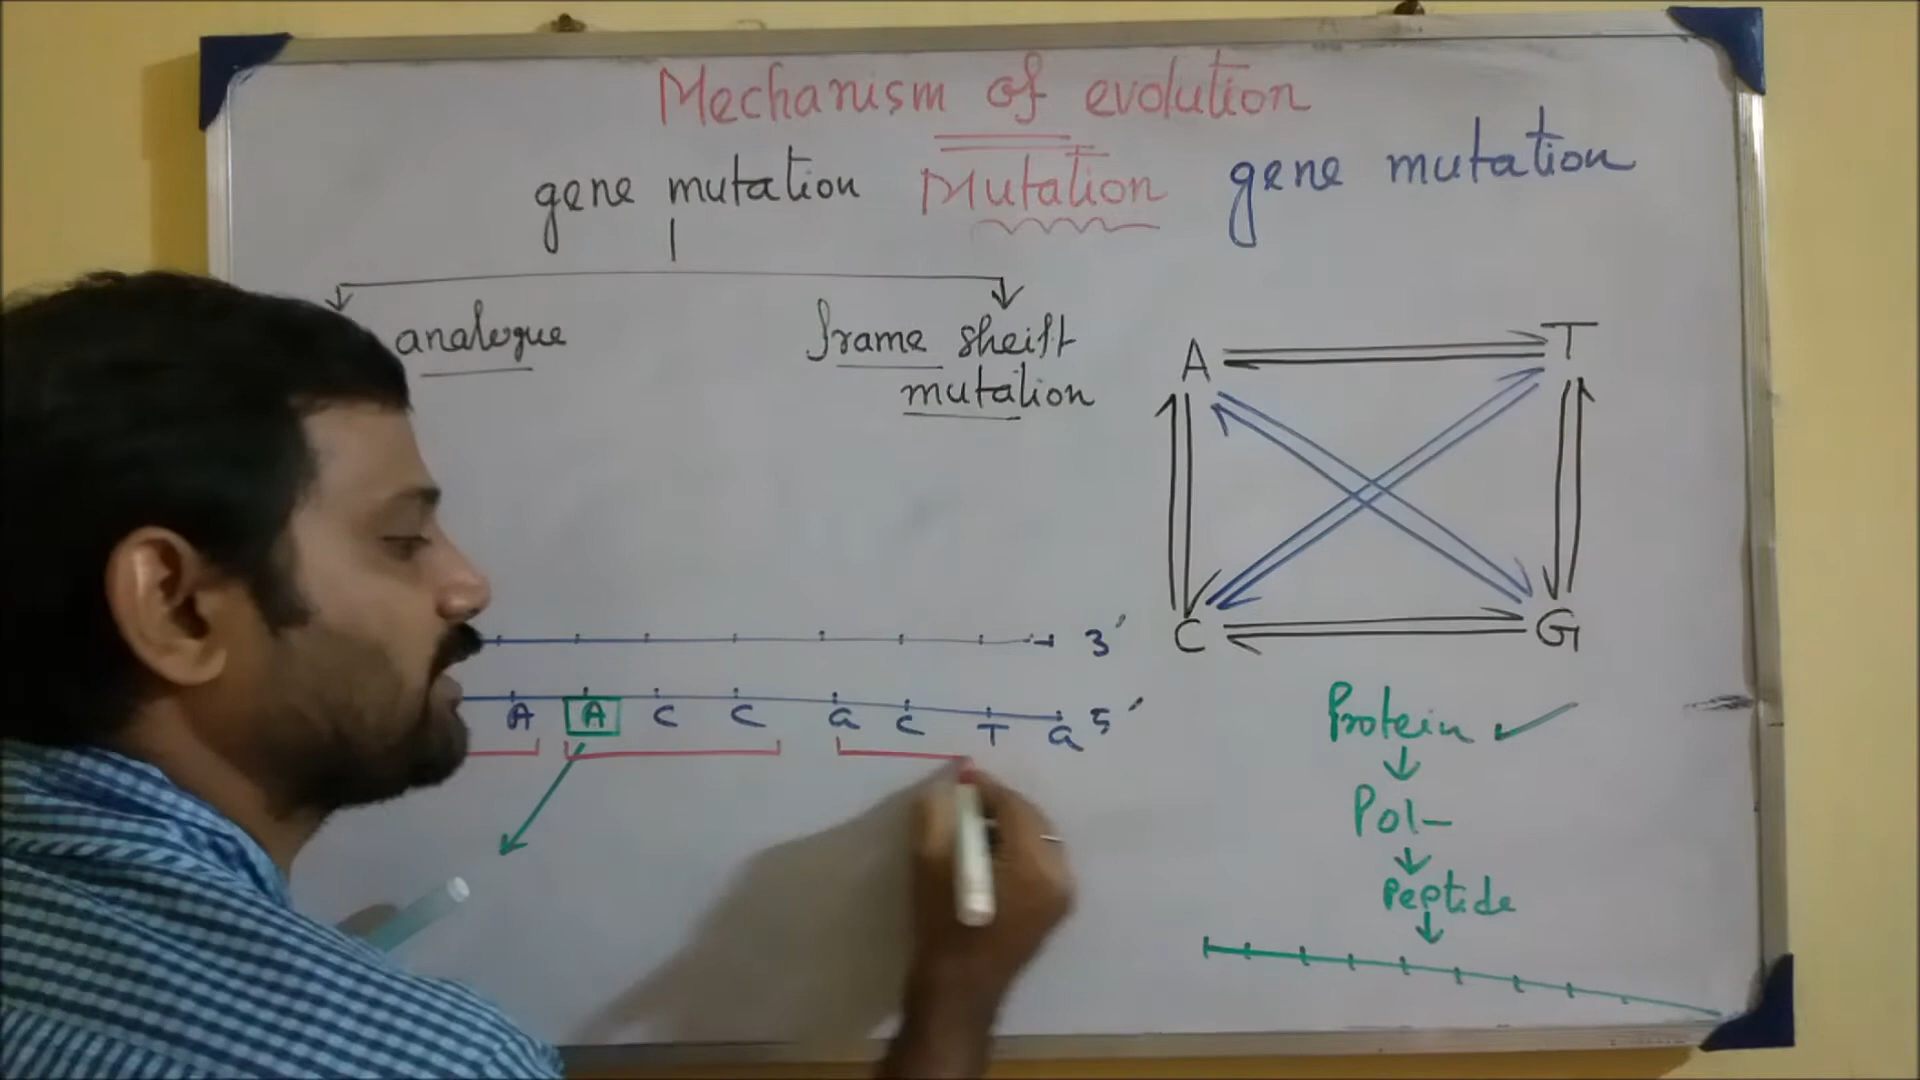 Mechanism of evolution
gene mutation Mutation gene mutation
analogue
frame sheift
mutation
A T
C G
3′
A A C C G C T G 5′
Protein ✓
Pol-
Peptide